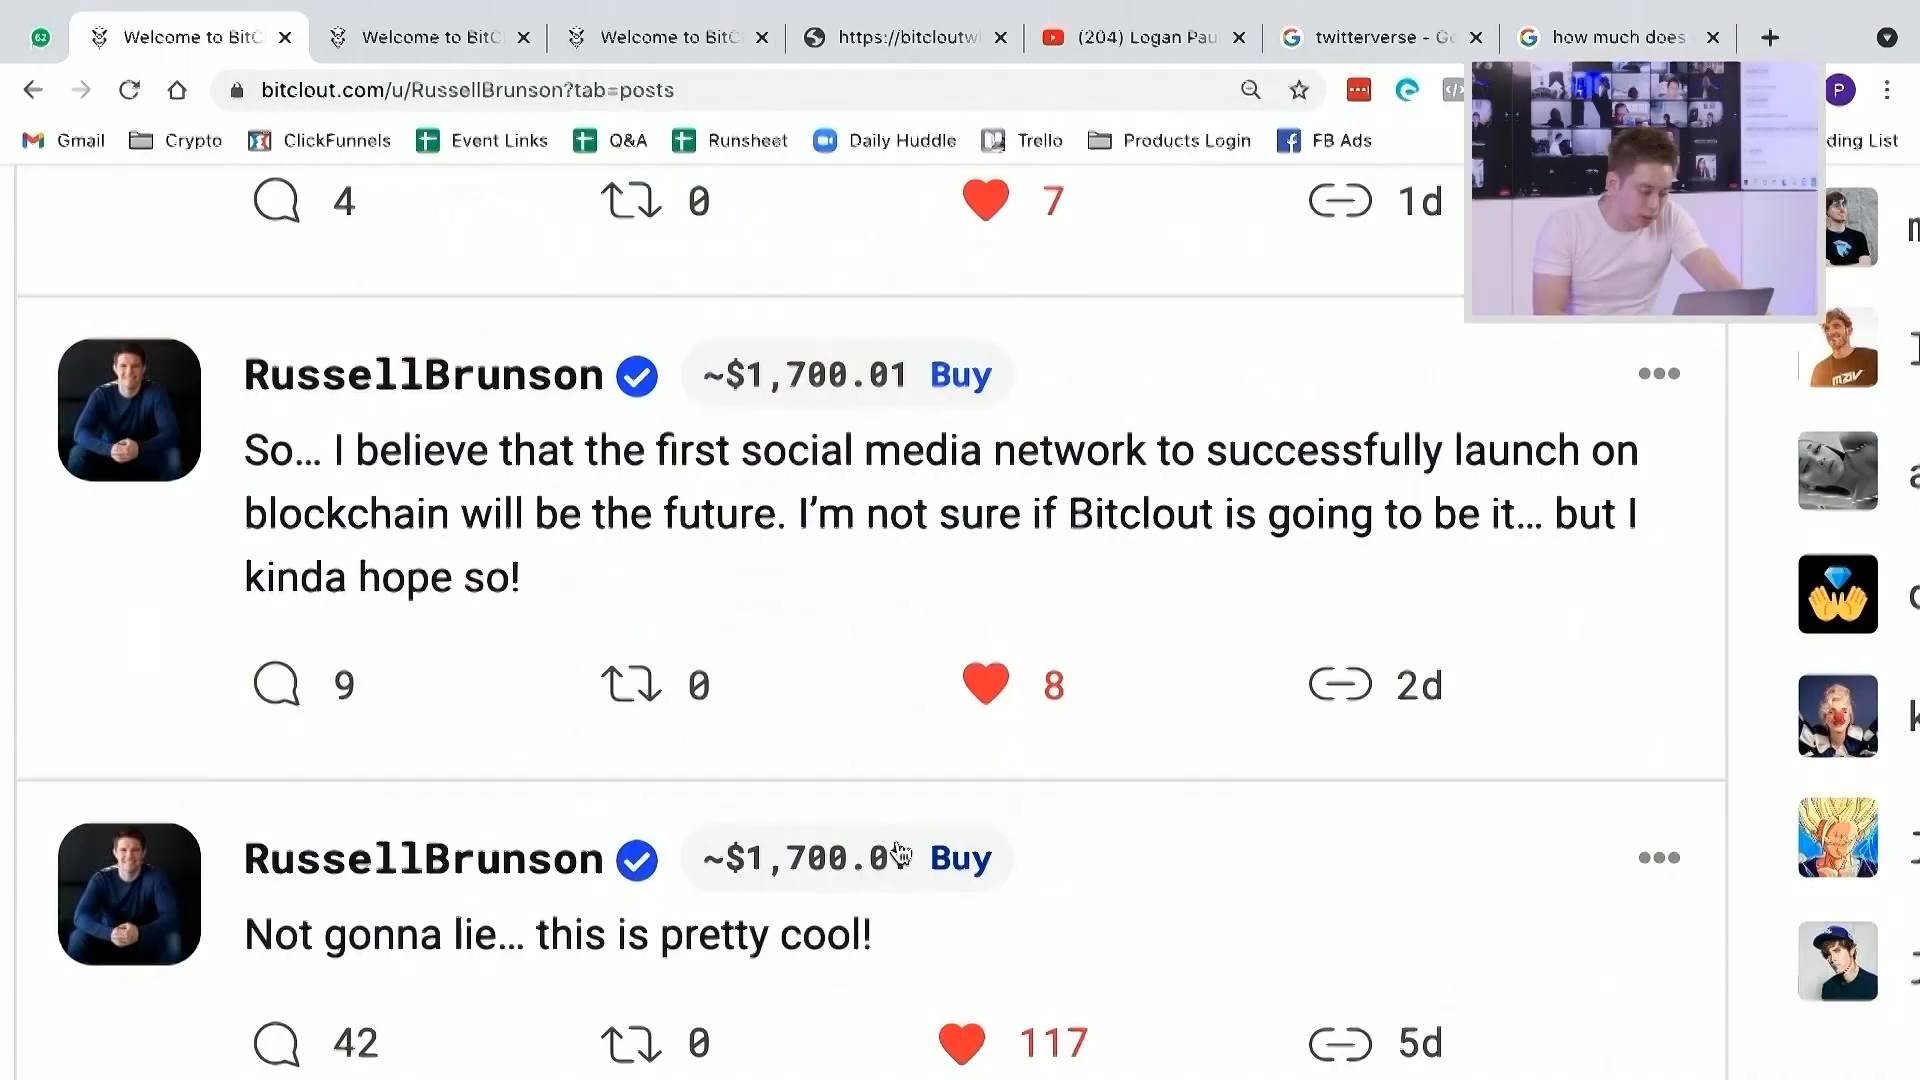 62
Welcome to BitC
Welcome to BitC
Welcome to BitC
https://bitcloutw
(204) Logan Pau
twitterverse - Go
how much does
bitclout.com/u/RussellBrunson?tab=posts
P
Gmail
Crypto
ClickFunnels
Event Links
Q&A
Runsheet
Daily Huddle
Trello
Products Login
FB Ads
ding List
4
0
7
1d
RussellBrunson
~$1,700.01 Buy
So... I believe that the first social media network to successfully launch on
blockchain will be the future. I’m not sure if Bitclout is going to be it... but I
kinda hope so!
9
0
8
2d
RussellBrunson
~$1,700.0 Buy
Not gonna lie... this is pretty cool!
42
0
117
5d